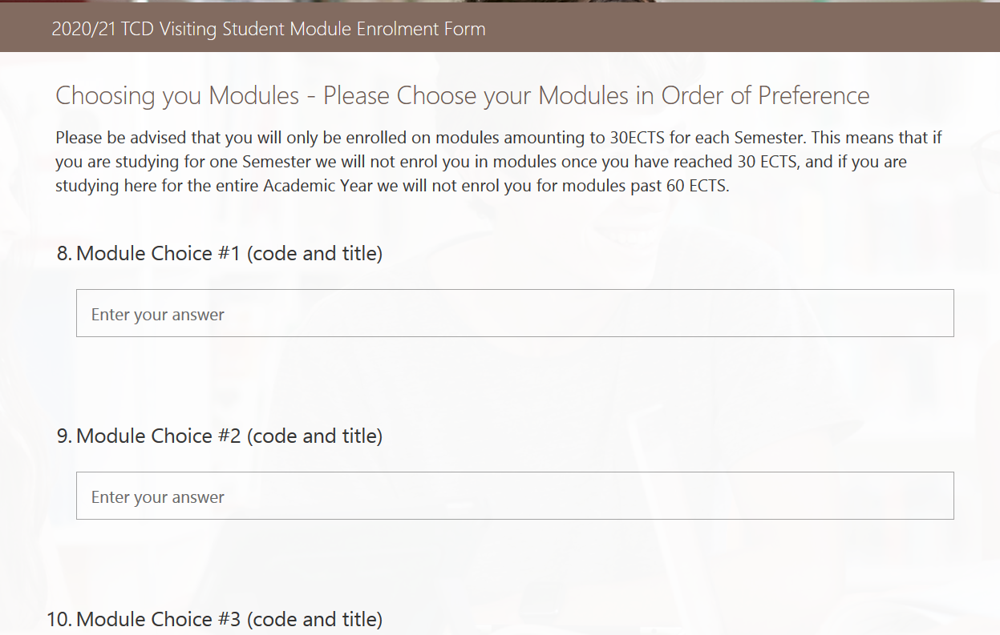 2020/21 TCD Visiting Student Module Enrolment Form
Choosing you Modules - Please Choose your Modules in Order of Preference
Please be advised that you will only be enrolled on modules amounting to 30ECTS for each Semester. This means that if
you are studying for one Semester we will not enrol you in modules once you have reached 30 ECTS, and if you are
studying here for the entire Academic Year we will not enrol you for modules past 60 ECTS.
8. Module Choice #1 (code and title)
Enter your answer
9. Module Choice #2 (code and title)
Enter your answer
10. Module Choice #3 (code and title)